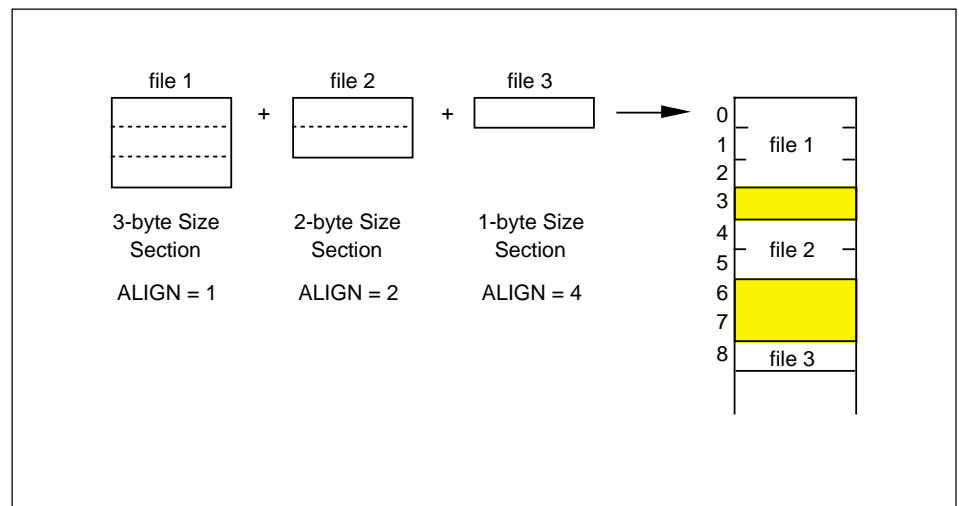 file 1
file 2
file 3
+
+
3-byte Size
Section
2-byte Size
Section
1-byte Size
Section
ALIGN = 1
ALIGN = 2
ALIGN = 4
0
1
file 1
2
3
4
file 2
5
6
7
8
file 3